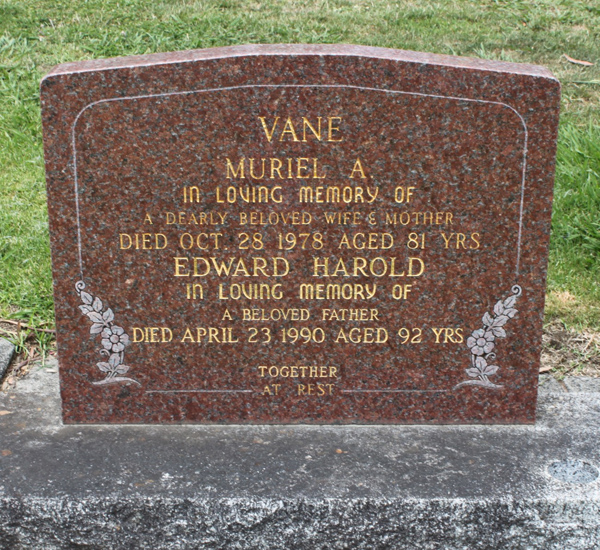 VANE
MURIEL A.
IN LOVING MEMORY OF
A DEARLY BELOVED WIFE & MOTHER
DIED OCT. 28 1978 AGED 81 YRS
EDWARD HAROLD
IN LOVING MEMORY OF
A BELOVED FATHER
DIED APRIL 23 1990 AGED 92 YRS
TOGETHER
AT REST